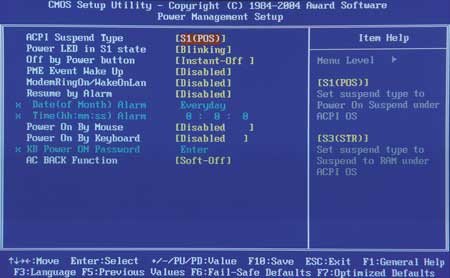 CMOS Setup Utility - Copyright (C) 1984-2004 Award Software
Power Management Setup
ACPI Suspend Type [S1(POS)]
Power LED in S1 state [Blinking]
Off by Power button [Instant-Off ]
PME Event Wake Up [Disabled]
ModemRingOn/WakeOnLan [Disabled]
Resume by Alarm [Disabled]
x Date(of Month) Alarm Everyday
x Time(hh:mm:ss) Alarm 0 : 0 : 0
Power On By Mouse [Disabled ]
Power On By Keyboard [Disabled ]
x KB Power ON Password Enter
AC BACK Function [Soft-Off]
Item Help
Menu Level ▸
[S1(POS)]
Set suspend type to
Power On Suspend under
ACPI OS
[S3(STR)]
Set suspend type to
Suspend to RAM under
ACPI OS
↑↓→←:Move Enter:Select +/-/PU/PD:Value F10:Save ESC:Exit F1:General Help
F3:Language F5:Previous Values F6:Fail-Safe Defaults F7:Optimized Defaults